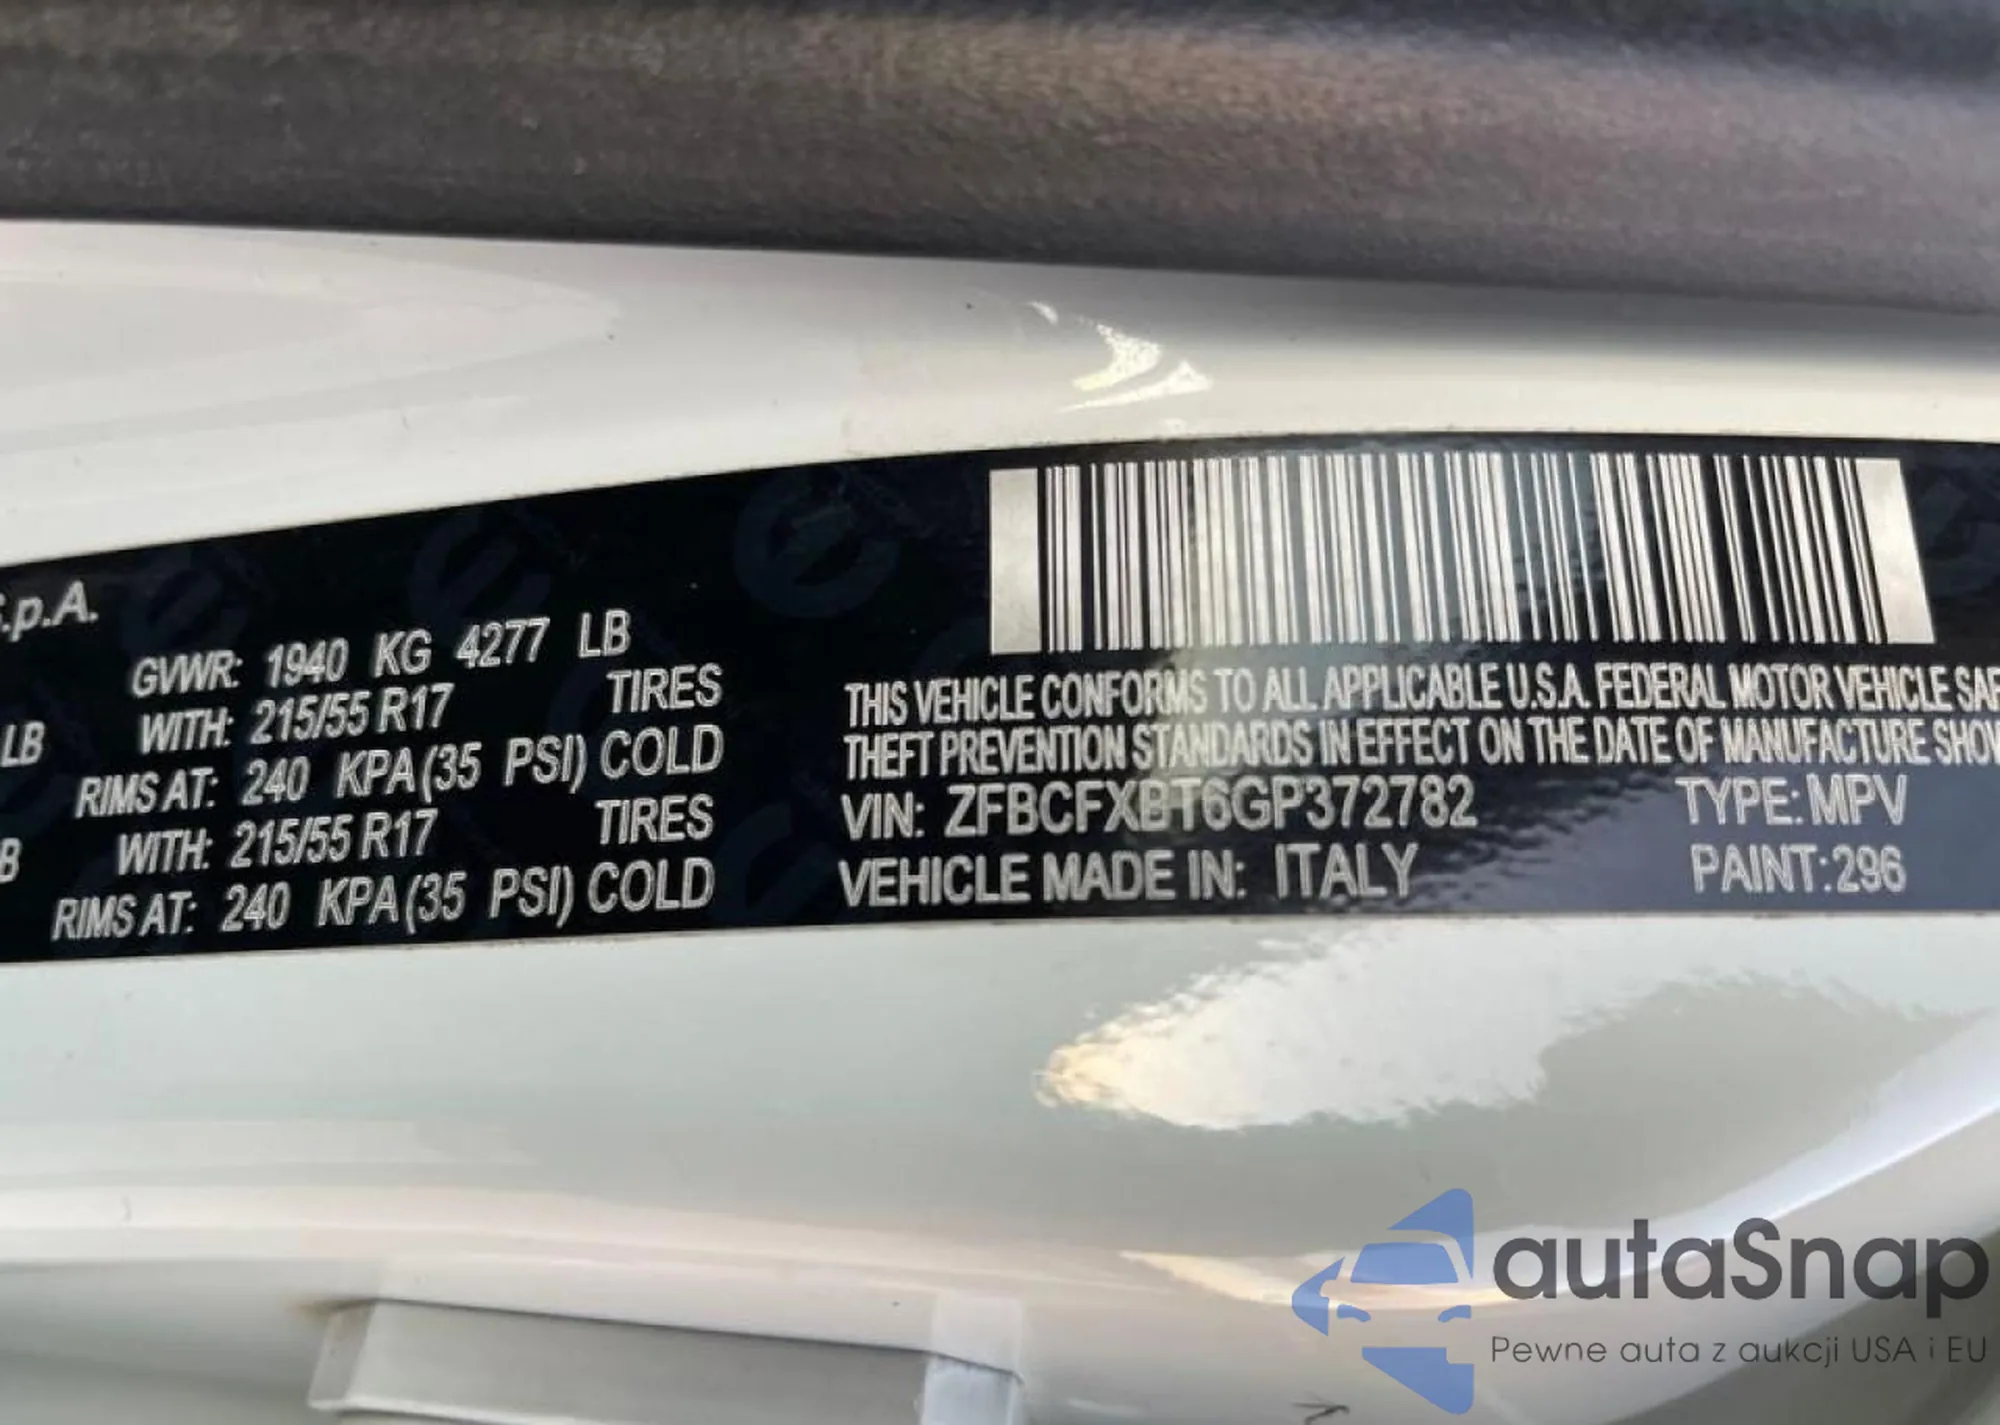 S.p.A.
GVWR: 1940 KG 4277 LB
LB WITH: 215/55 R17 TIRES
RIMS AT: 240 KPA (35 PSI) COLD
B WITH: 215/55 R17 TIRES
RIMS AT: 240 KPA (35 PSI) COLD
THIS VEHICLE CONFORMS TO ALL APPLICABLE U.S.A. FEDERAL MOTOR VEHICLE SAF
THEFT PREVENTION STANDARDS IN EFFECT ON THE DATE OF MANUFACTURE SHOW
VIN: ZFBCFXBT6GP372782 TYPE: MPV
VEHICLE MADE IN: ITALY PAINT: 296
autaSnap
Pewne auta z aukcji USA i EU